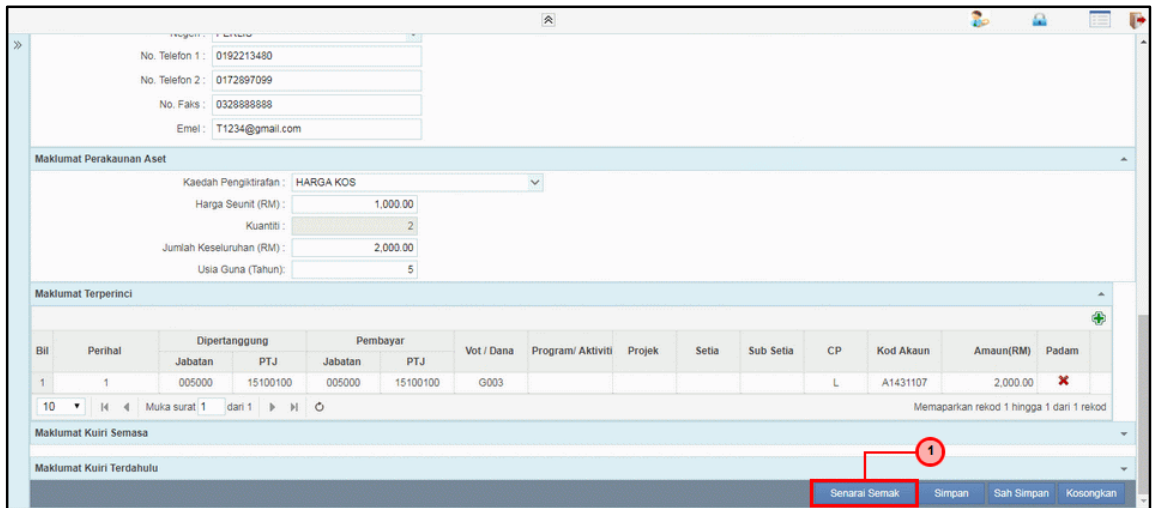 No. Telefon 1 : 0192213480
No. Telefon 2 : 0172897099
No. Faks : 0328888888
Emel : T1234@gmail.com
Maklumat Perakaunan Aset
Kaedah Pengiktirafan : HARGA KOS
Harga Seunit (RM) : 1,000.00
Kuantiti : 2
Jumlah Keseluruhan (RM) : 2,000.00
Usia Guna (Tahun): 5
Maklumat Terperinci
Bil Perihal Dipertanggung Pembayar Vot / Dana Program/ Aktiviti Projek Setia Sub Setia CP Kod Akaun Amaun(RM) Padam
Jabatan PTJ Jabatan PTJ
1 1 005000 15100100 005000 15100100 G003 L A1431107 2,000.00
10 Muka surat 1 dari 1 Memaparkan rekod 1 hingga 1 dari 1 rekod
Maklumat Kuiri Semasa
1
Maklumat Kuiri Terdahulu
Senarai Semak Simpan Sah Simpan Kosongkan